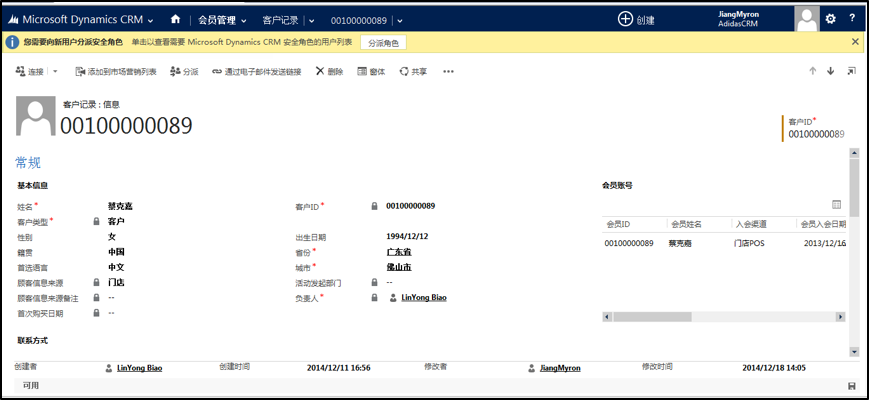 Microsoft Dynamics CRM 会员管理 客户记录 00100000089 创建 JiangMyron ?
AdidasCRM
您需要向新用户分派安全角色 单击以查看需要 Microsoft Dynamics CRM 安全角色的用户列表 分派角色
连接 添加到市场营销列表 分派 通过电子邮件发送链接 删除 窗体 共享 •••
客户记录 : 信息
00100000089
客户ID*
00100000089
常规
基本信息
姓名* 蔡克嘉 客户ID* 00100000089
客户类型* 客户
性别 女 出生日期 1994/12/12
籍贯 中国 省份* 广东省
首选语言 中文 城市* 佛山市
顾客信息来源 门店 活动发起部门 --
顾客信息来源备注 -- 负责人* LinYong Biao
首次购买日期 --
会员账号
会员ID 会员姓名 入会渠道 会员入会日期
00100000089 蔡克嘉 门店POS 2013/12/16
联系方式
创建者 LinYong Biao 创建时间 2014/12/11 16:56 修改者 JiangMyron 修改时间 2014/12/18 14:05
可用